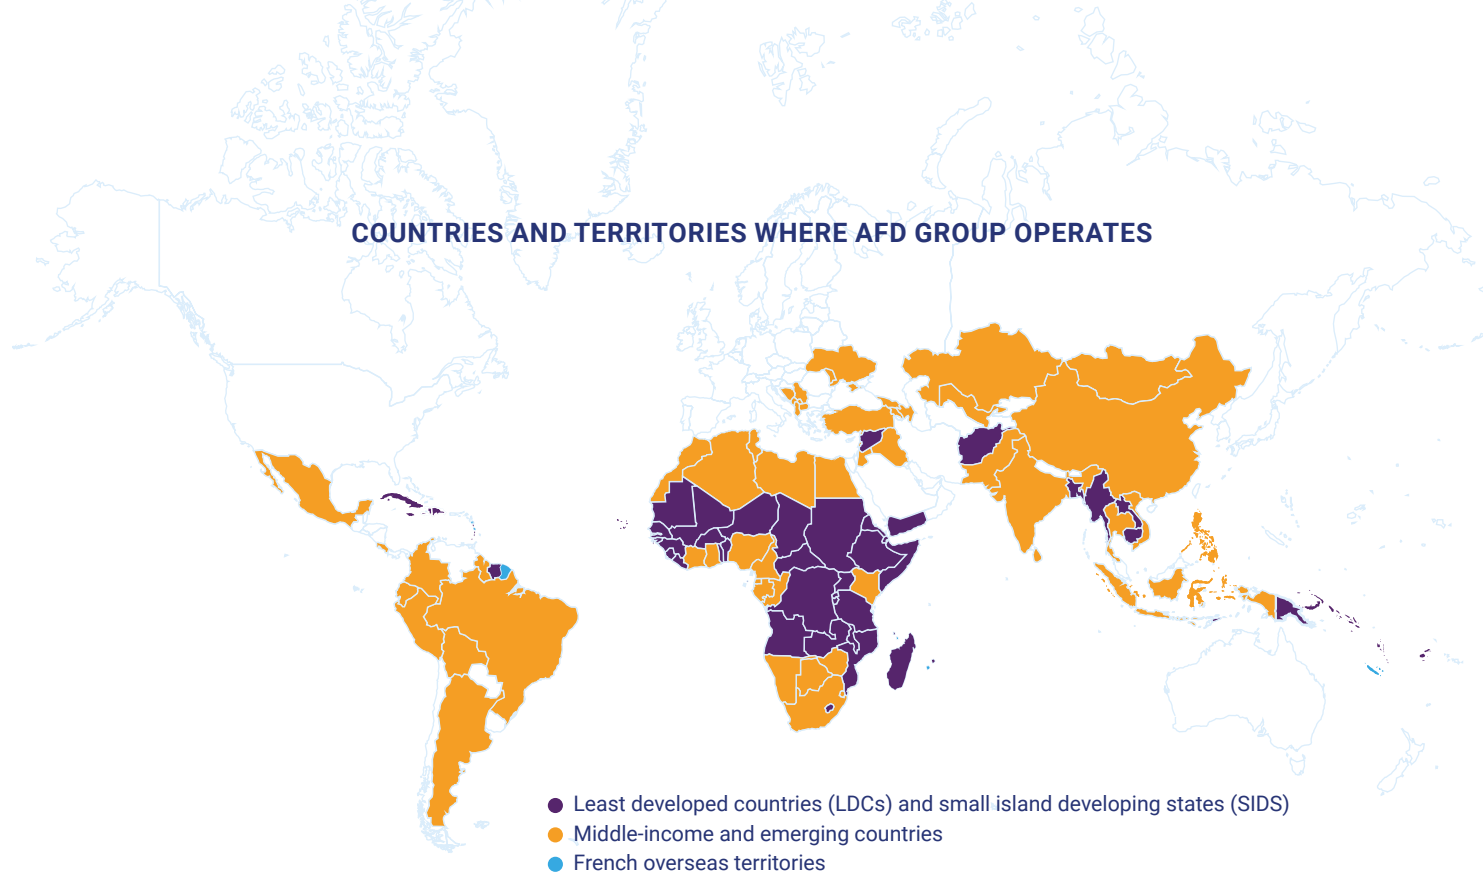 COUNTRIES AND TERRITORIES WHERE AFD GROUP OPERATES
Least developed countries (LDCs) and small island developing states (SIDS)
Middle-income and emerging countries
French overseas territories